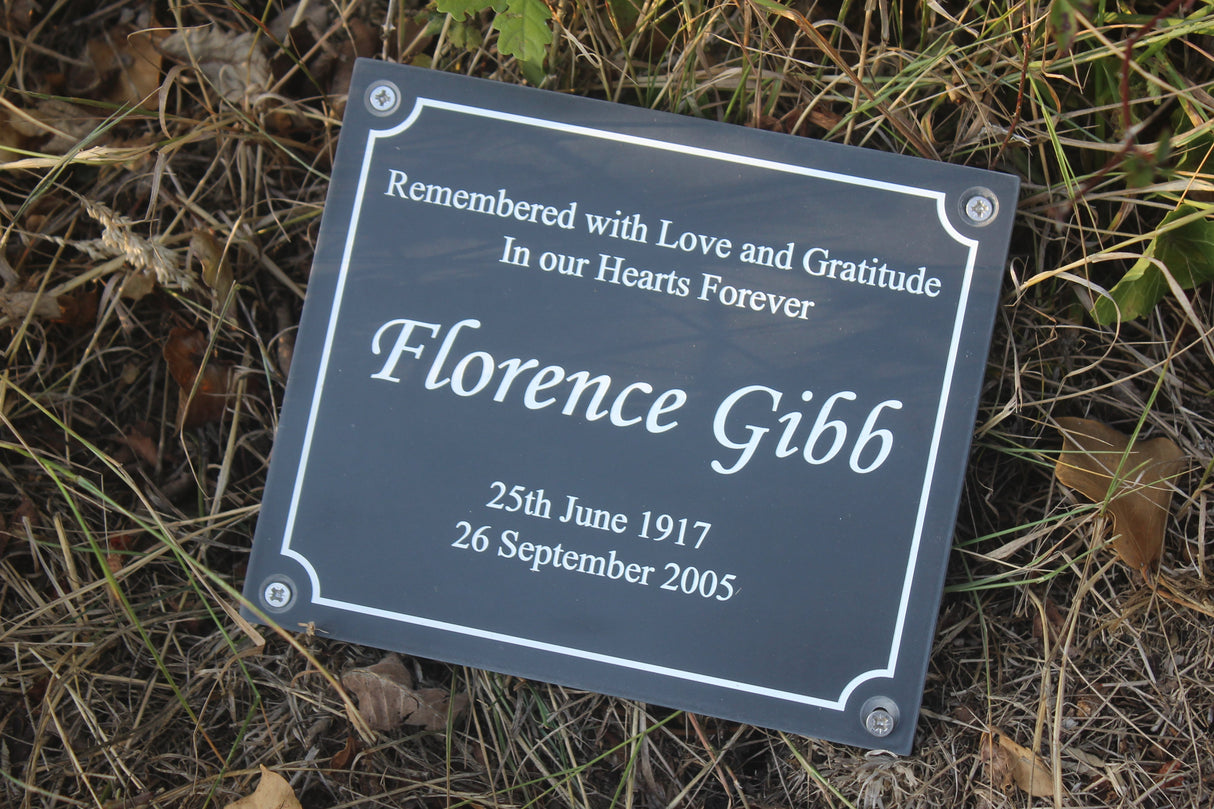 Remembered with Love and Gratitude
In our Hearts Forever
Florence Gibb
25th June 1917
26 September 2005